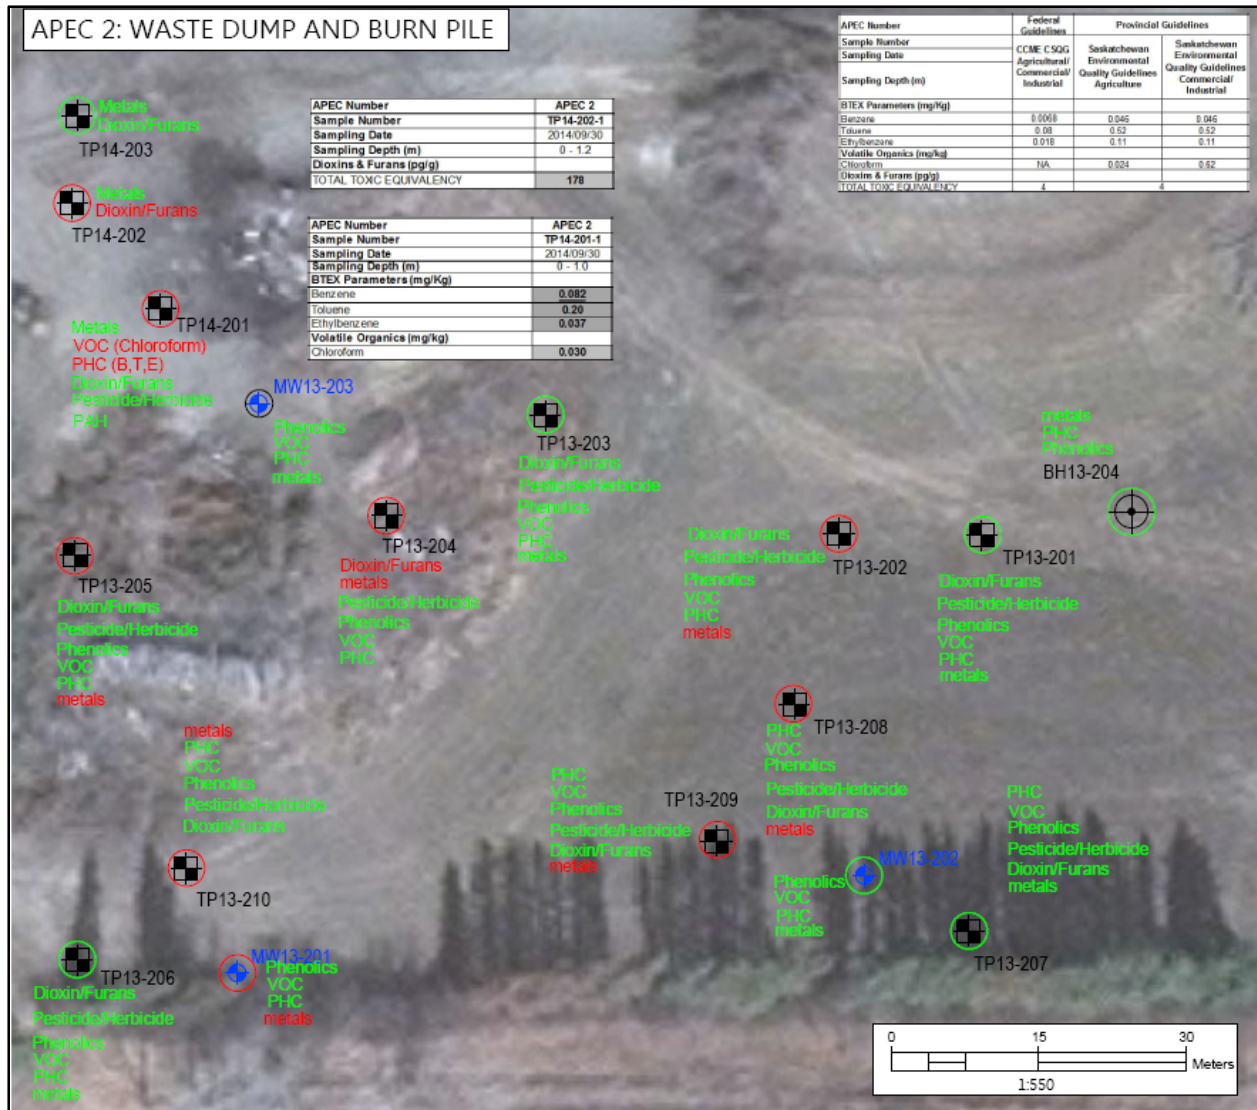 APEC 2: WASTE DUMP AND BURN PILE
APEC Number Federal Guidelines Provincial Guidelines
Sample Number CCME CSQG Agricultural/ Commercial/ Industrial Saskatchewan Environmental Quality Guidelines Agriculture Saskatchewan Environmental Quality Guidelines Commercial/ Industrial
Sampling Date
Sampling Depth (m)
BTEX Parameters (mg/Kg)
Benzene 0.0068 0.046 0.046
Toluene 0.08 0.52 0.52
Ethylbenzene 0.018 0.11 0.11
Volatile Organics (mg/kg)
Chloroform NA 0.024 0.62
Dioxins & Furans (pg/g)
TOTAL TOXIC EQUIVALENCY 4 4
APEC Number APEC 2
Sample Number TP14-202-1
Sampling Date 2014/09/30
Sampling Depth (m) 0 - 1.2
Dioxins & Furans (pg/g)
TOTAL TOXIC EQUIVALENCY 178
APEC Number APEC 2
Sample Number TP14-201-1
Sampling Date 2014/09/30
Sampling Depth (m) 0 - 1.0
BTEX Parameters (mg/Kg)
Benzene 0.082
Toluene 0.20
Ethylbenzene 0.037
Volatile Organics (mg/kg)
Chloroform 0.030
Metals
Dioxin/Furans
TP14-203
Metals
Dioxin/Furans
TP14-202
TP14-201
Metals
VOC (Chloroform)
PHC (B,T,E)
Dioxin/Furans
Pesticide/Herbicide
PAH
MW13-203
Phenolics
VOC
PHC
metals
TP13-203
Dioxin/Furans
Pesticide/Herbicide
Phenolics
VOC
PHC
metals
metals
PHC
Phenolics
BH13-204
TP13-204
Dioxin/Furans
metals
Pesticide/Herbicide
Phenolics
VOC
PHC
TP13-202
Dioxin/Furans
Pesticide/Herbicide
Phenolics
VOC
PHC
metals
TP13-201
Dioxin/Furans
Pesticide/Herbicide
Phenolics
VOC
PHC
metals
TP13-205
Dioxin/Furans
Pesticide/Herbicide
Phenolics
VOC
PHC
metals
metals
PHC
VOC
Phenolics
Pesticide/Herbicide
Dioxin/Furans
TP13-210
TP13-208
PHC
VOC
Phenolics
Pesticide/Herbicide
Dioxin/Furans
metals
TP13-209
PHC
VOC
Phenolics
Pesticide/Herbicide
Dioxin/Furans
metals
PHC
VOC
Phenolics
Pesticide/Herbicide
Dioxin/Furans
metals
TP13-207
MW13-202
Phenolics
VOC
PHC
metals
TP13-206
Dioxin/Furans
Pesticide/Herbicide
Phenolics
VOC
PHC
metals
MW13-201
Phenolics
VOC
PHC
metals
0 15 30
Meters
1:550